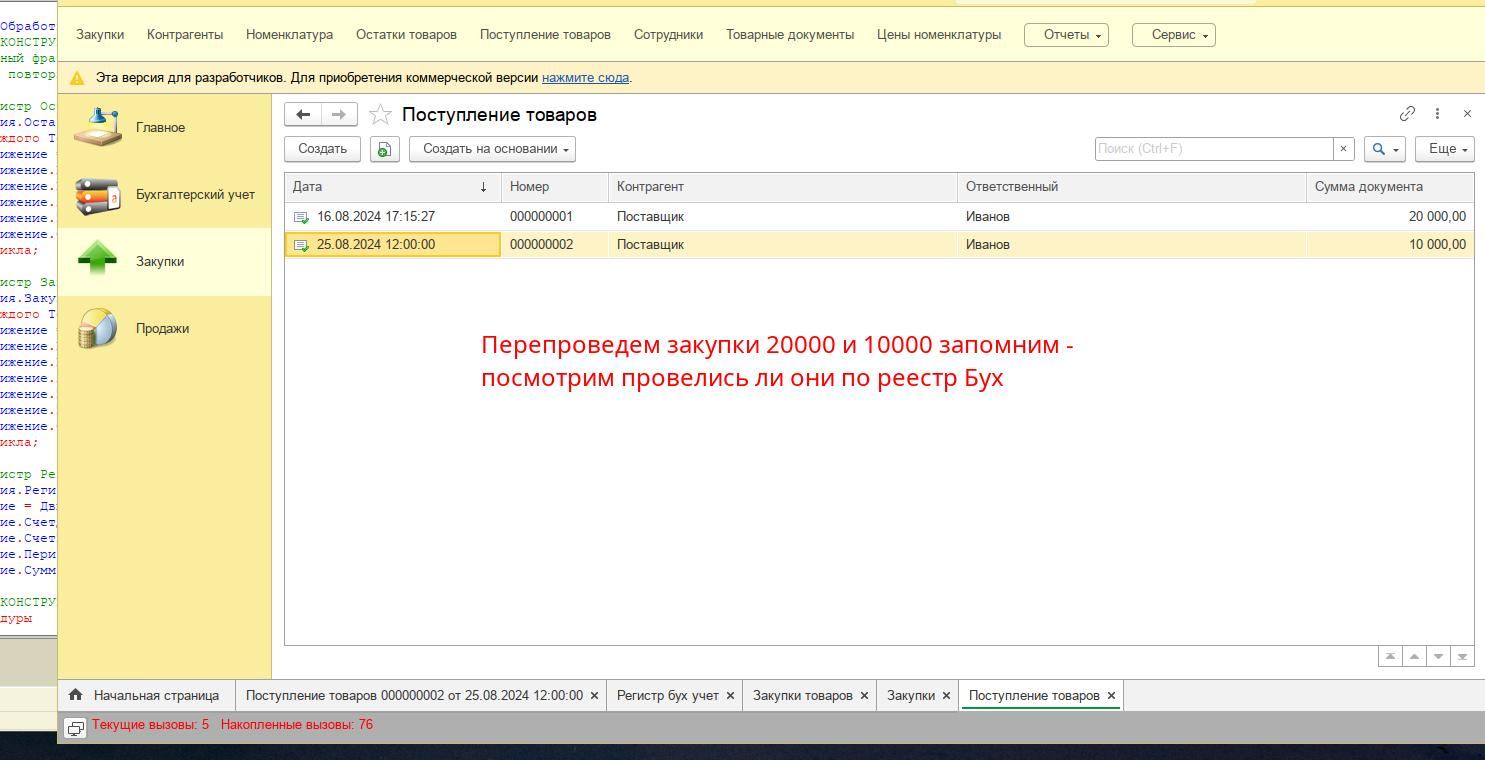 Обработ
КОНСТРУ
ный фра
повтор
истр Ос
ия.Оста
ждого Т
ижение
ижение.
ижение.
ижение.
ижение.
ижение.
икла;
истр За
ия.Заку
ждого Т
ижение
ижение.
ижение.
ижение.
ижение.
ижение.
ижение.
икла;
истр Ре
ия.Реги
ие = Дв
ие.Счет
ие.Счет
ие.Пери
ие.Сумм
КОНСТРУ
дуры
Закупки Контрагенты Номенклатура Остатки товаров Поступление товаров Сотрудники Товарные документы Цены номенклатуры Отчеты Сервис
Эта версия для разработчиков. Для приобретения коммерческой версии нажмите сюда.
Главное
Бухгалтерский учет
Закупки
Продажи
Поступление товаров
Создать Создать на основании Поиск (Ctrl+F) × Еще
Дата Номер Контрагент Ответственный Сумма документа
16.08.2024 17:15:27 000000001 Поставщик Иванов 20 000,00
25.08.2024 12:00:00 000000002 Поставщик Иванов 10 000,00
Перепроведем закупки 20000 и 10000 запомним -
посмотрим провелись ли они по реестр Бух
Начальная страница Поступление товаров 000000002 от 25.08.2024 12:00:00 × Регистр бух учет × Закупки товаров × Закупки × Поступление товаров ×
Текущие вызовы: 5 Накопленные вызовы: 76